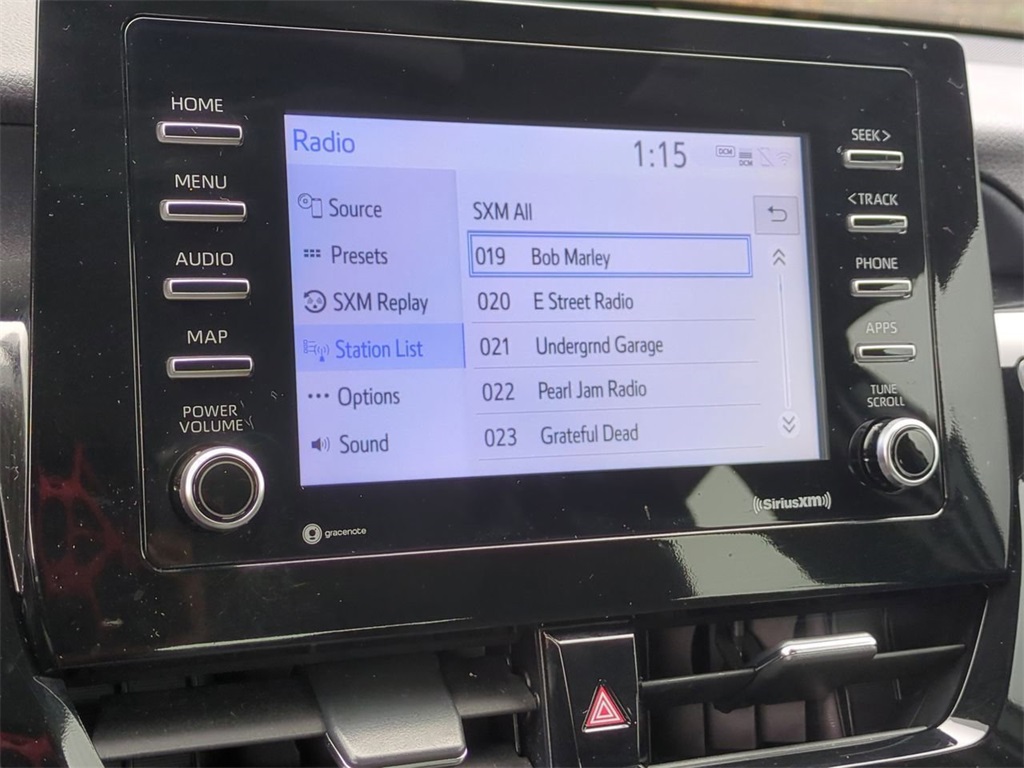 HOME
MENU
AUDIO
MAP
POWER
VOLUME
Radio
1:15
DCM
DCM
Source
Presets
SXM Replay
Station List
Options
Sound
SXM All
019 Bob Marley
020 E Street Radio
021 Undergrnd Garage
022 Pearl Jam Radio
023 Grateful Dead
SEEK >
< TRACK
PHONE
APPS
TUNE
SCROLL
gracenote
((SiriusXM))